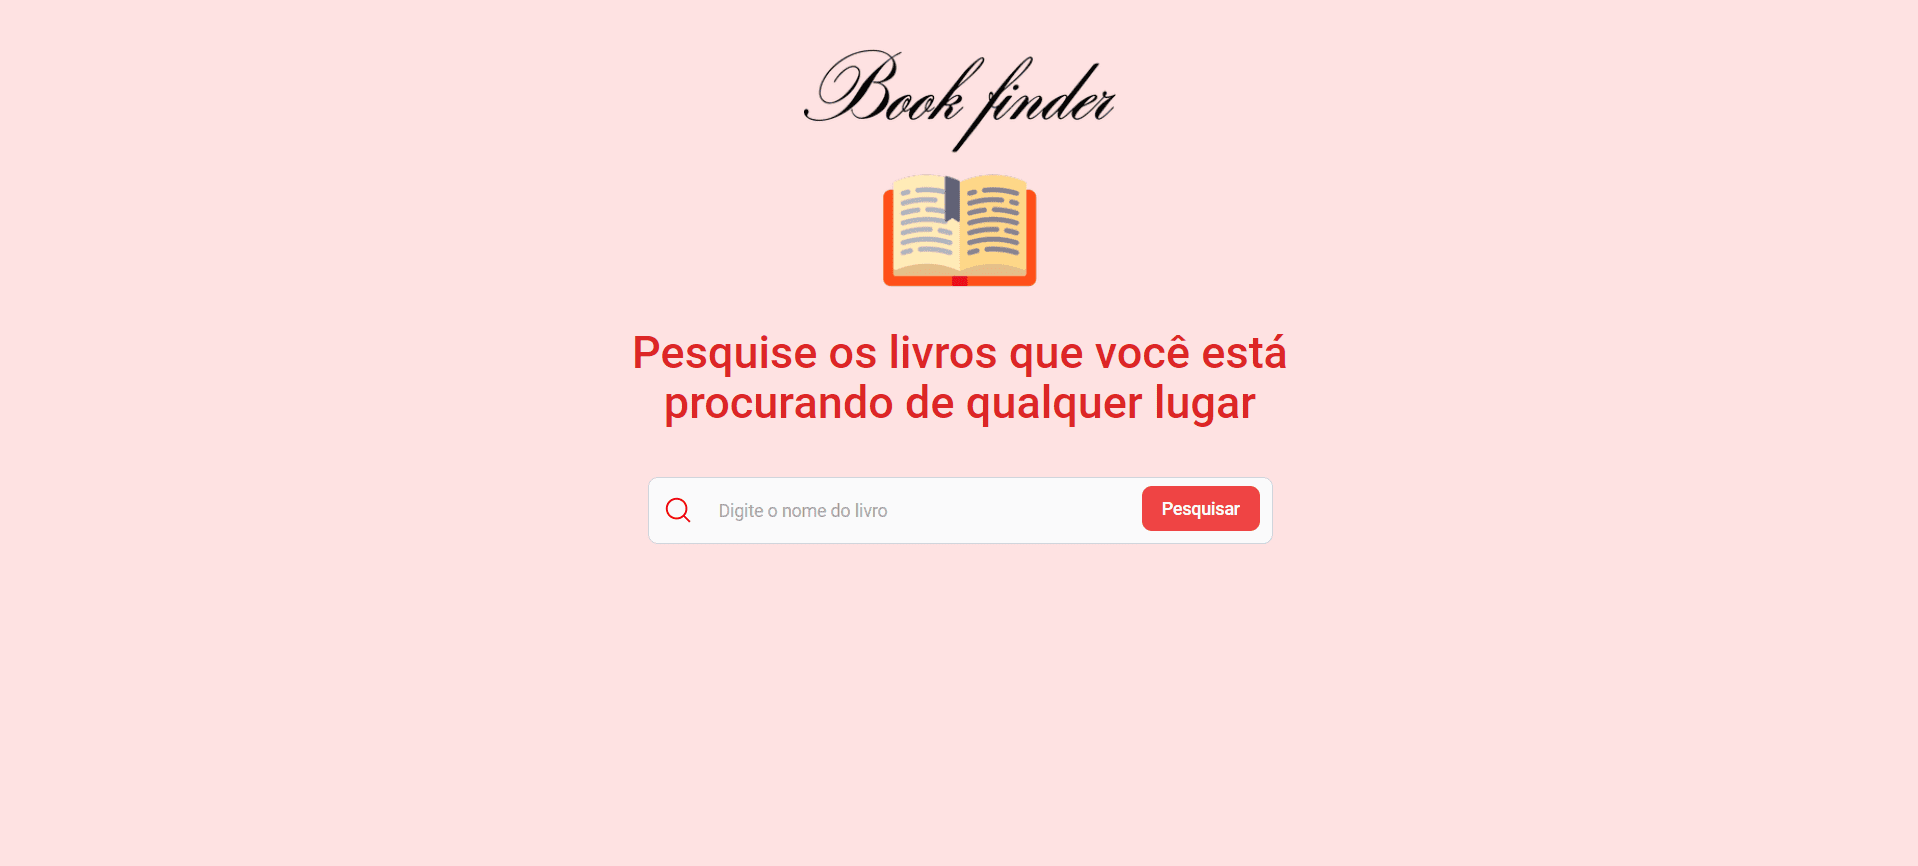 Book finder
Pesquise os livros que você está
procurando de qualquer lugar
Digite o nome do livro
Pesquisar